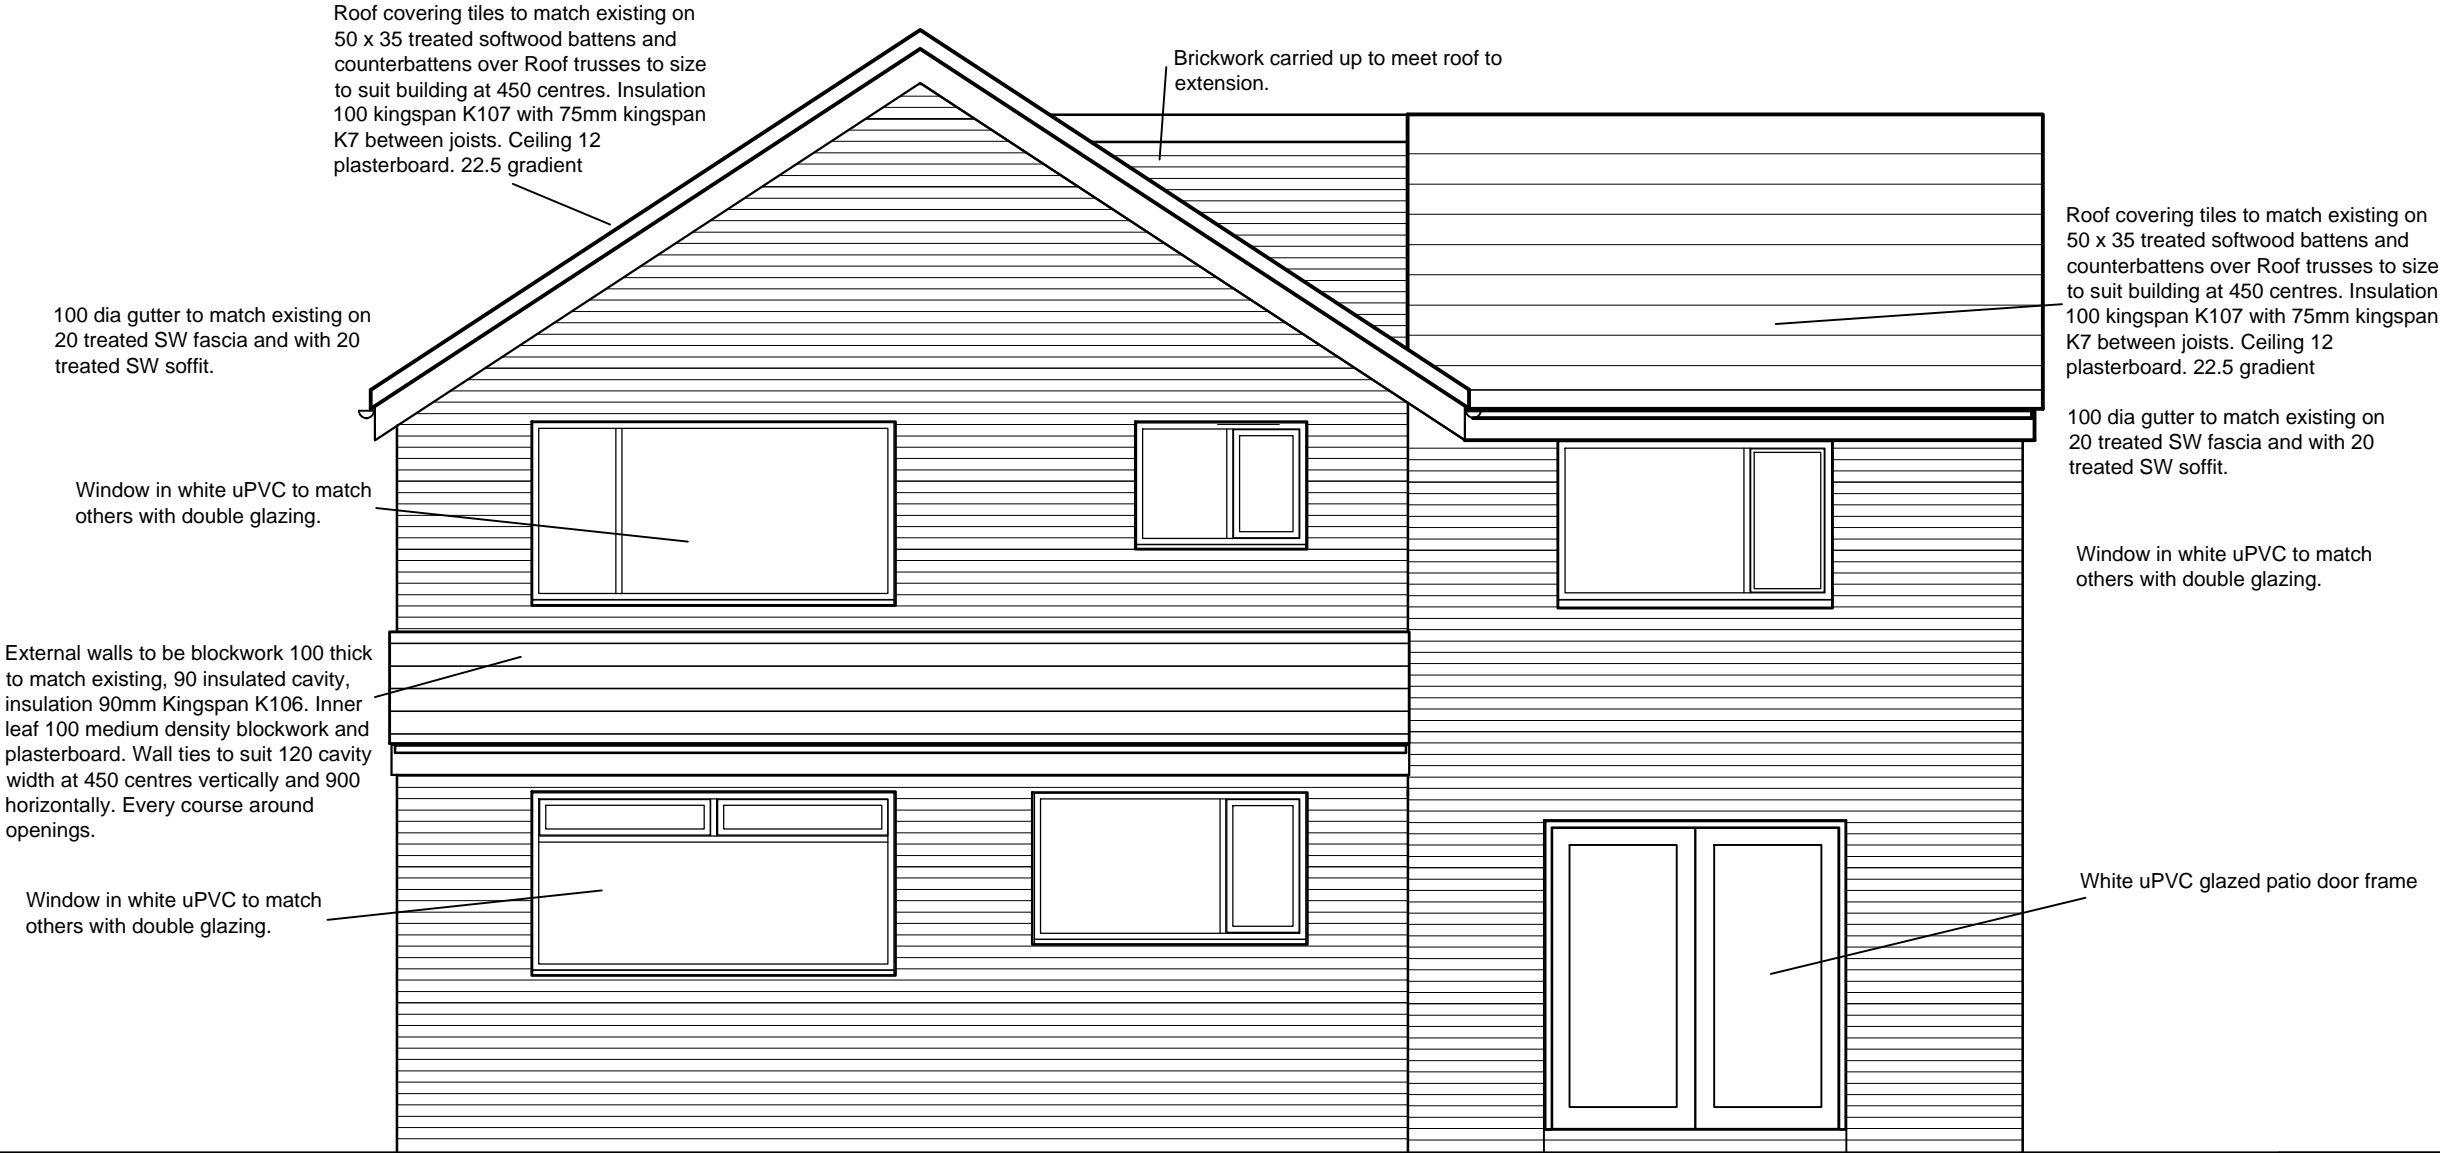 Roof covering tiles to match existing on
50 x 35 treated softwood battens and
counterbattens over Roof trusses to size
to suit building at 450 centres. Insulation
100 kingspan K107 with 75mm kingspan
K7 between joists. Ceiling 12
plasterboard. 22.5 gradient
Brickwork carried up to meet roof to
extension.
100 dia gutter to match existing on
20 treated SW fascia and with 20
treated SW soffit.
Window in white uPVC to match
others with double glazing.
External walls to be blockwork 100 thick
to match existing, 90 insulated cavity,
insulation 90mm Kingspan K106. Inner
leaf 100 medium density blockwork and
plasterboard. Wall ties to suit 120 cavity
width at 450 centres vertically and 900
horizontally. Every course around
openings.
Window in white uPVC to match
others with double glazing.
Roof covering tiles to match existing on
50 x 35 treated softwood battens and
counterbattens over Roof trusses to size
to suit building at 450 centres. Insulation
100 kingspan K107 with 75mm kingspan
K7 between joists. Ceiling 12
plasterboard. 22.5 gradient
100 dia gutter to match existing on
20 treated SW fascia and with 20
treated SW soffit.
Window in white uPVC to match
others with double glazing.
White uPVC glazed patio door frame